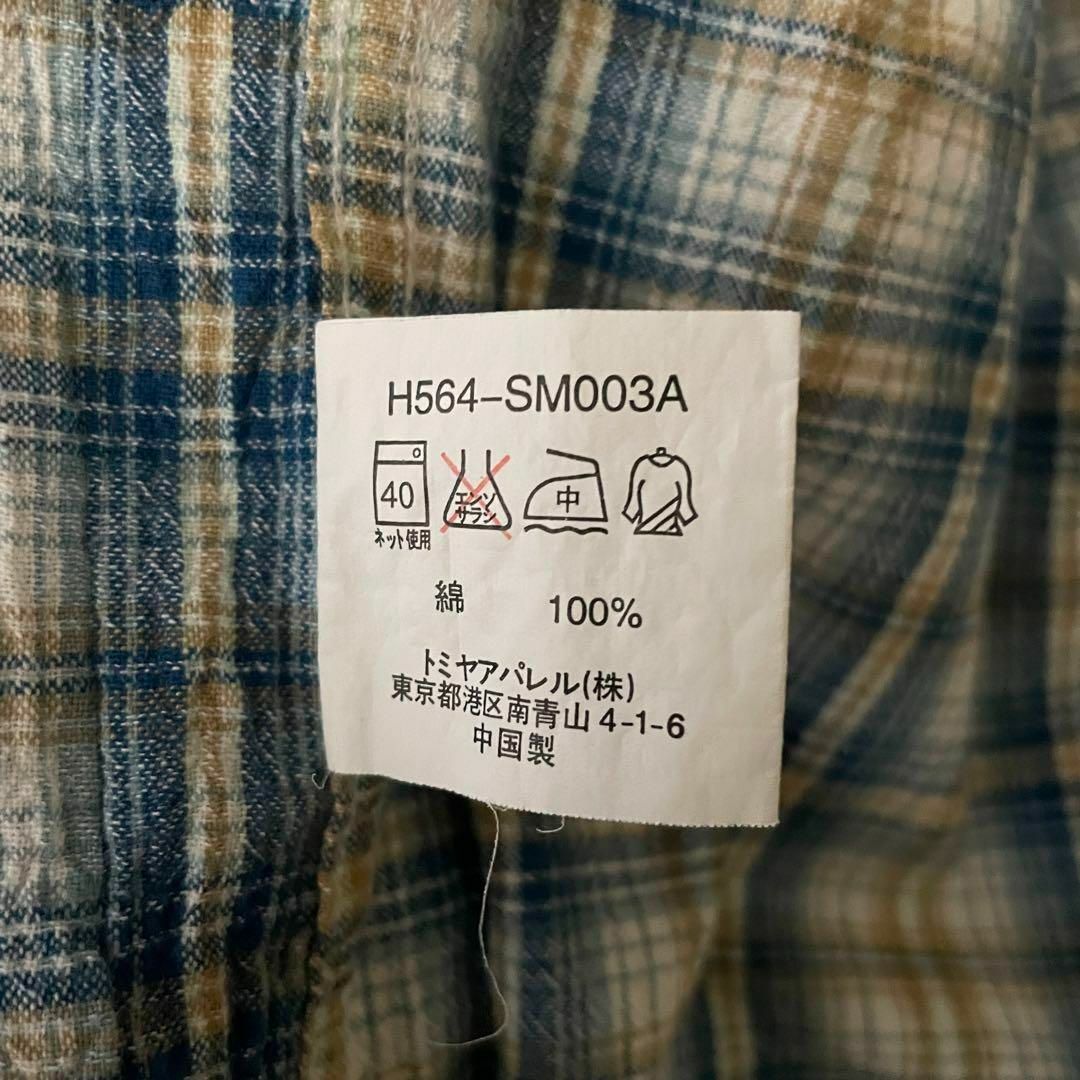 H564-SM003A
40
エンソ
サラシ
中
ネット使用
綿 100%
トミヤアパレル(株)
東京都港区南青山 4-1-6
中国製